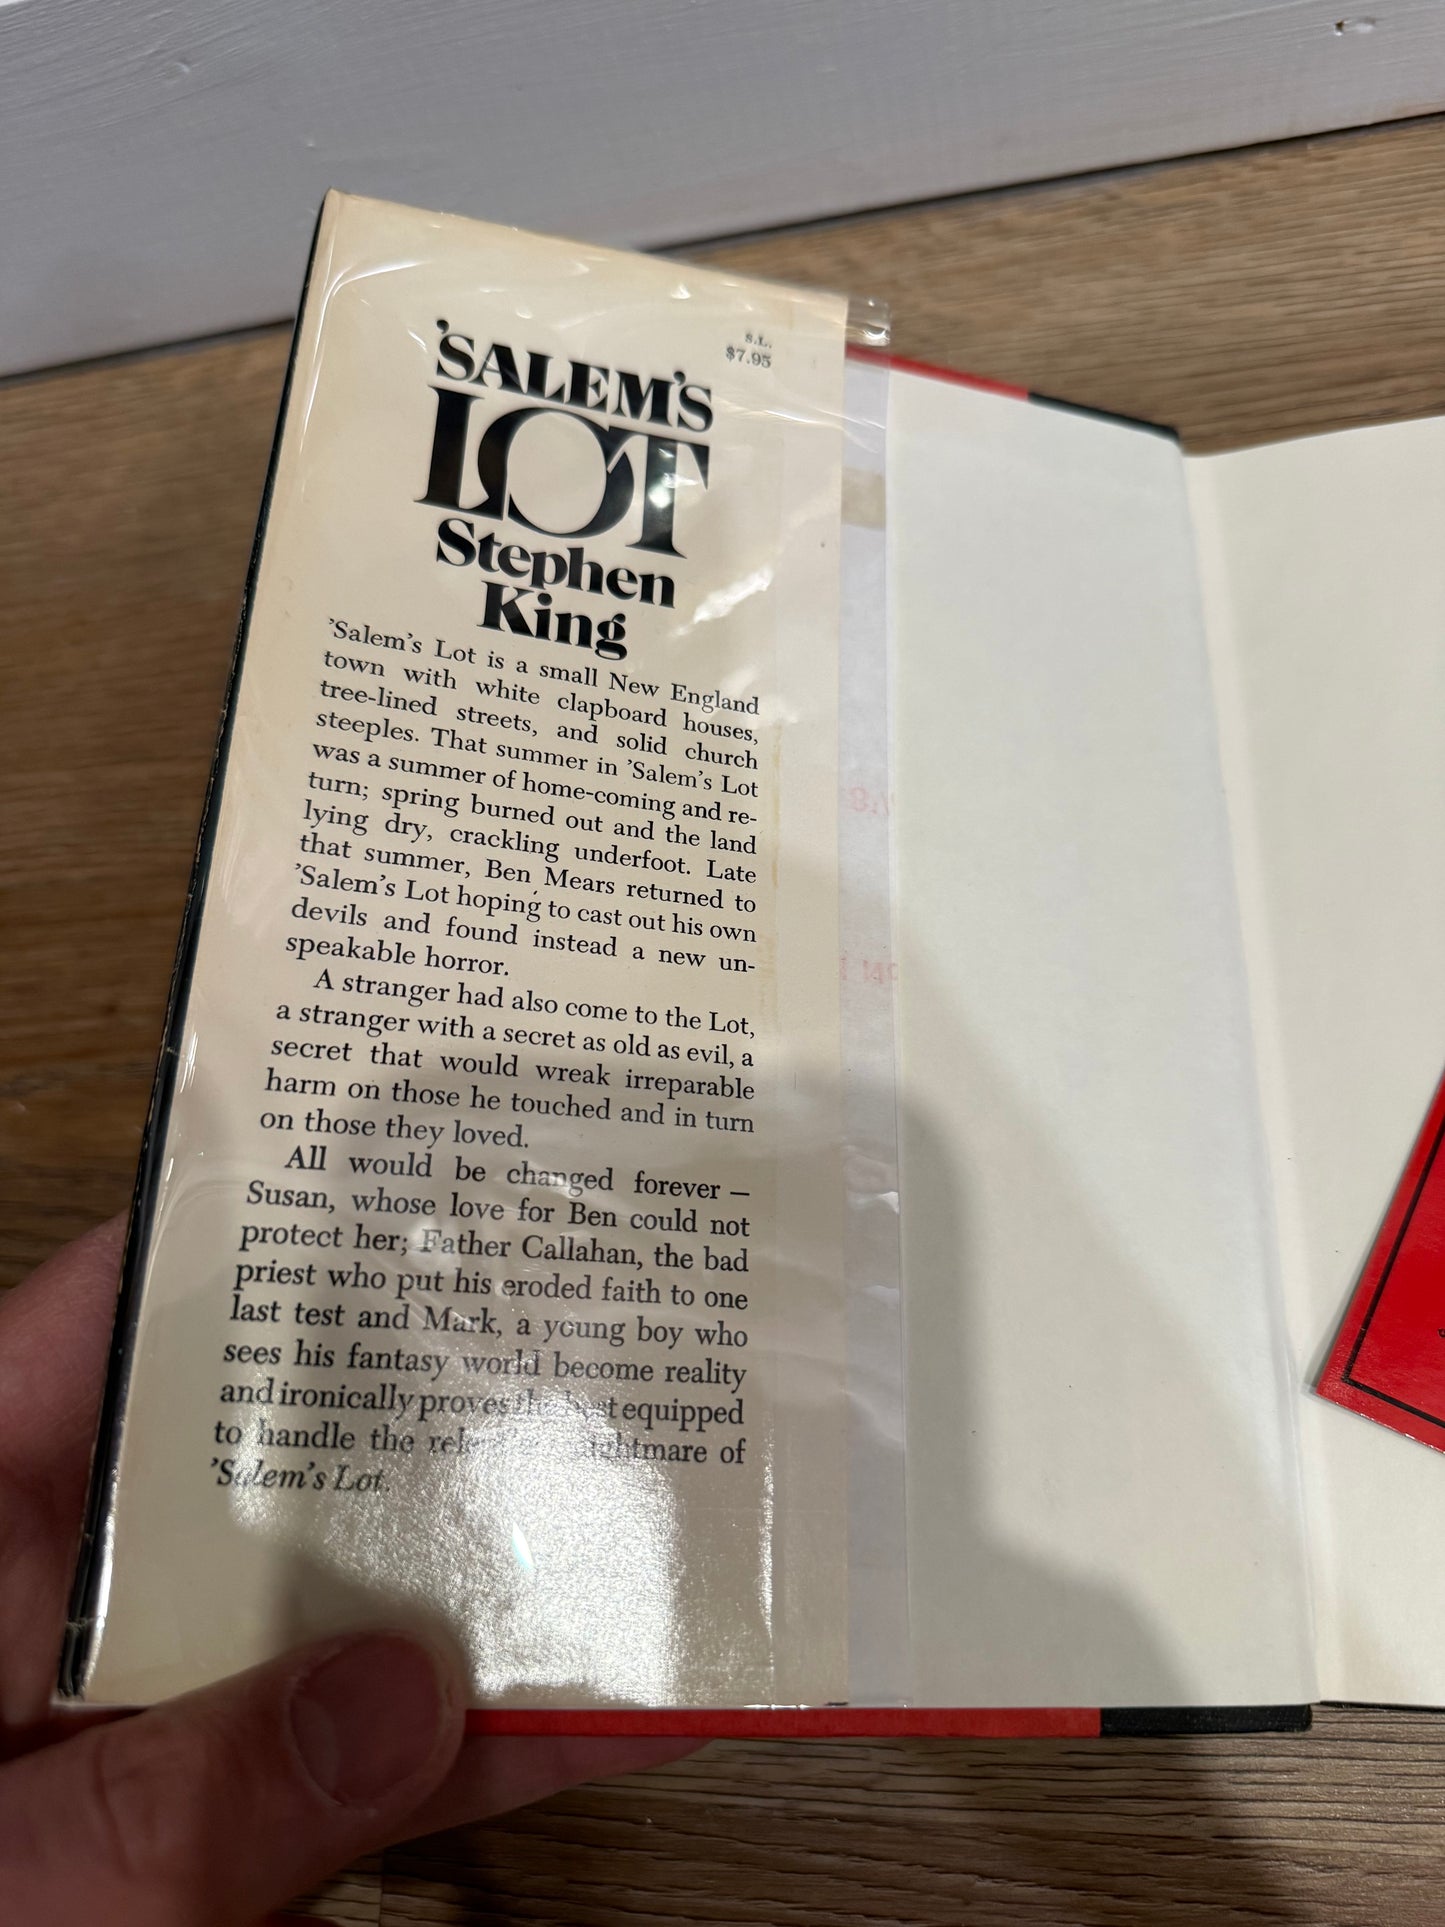 'SALEM'S
LOT
Stephen
King
S.L.
$7.95
'Salem's Lot is a small New England
town with white clapboard houses,
tree-lined streets, and solid church
steeples. That summer in 'Salem's Lot
was a summer of home-coming and re-
turn; spring burned out and the land
lying dry, crackling underfoot. Late
that summer, Ben Mears returned to
'Salem's Lot hoping to cast out his own
devils and found instead a new un-
speakable horror.
A stranger had also come to the Lot,
a stranger with a secret as old as evil, a
secret that would wreak irreparable
harm on those he touched and in turn
on those they loved.
All would be changed forever —
Susan, whose love for Ben could not
protect her; Father Callahan, the bad
priest who put his eroded faith to one
last test and Mark, a young boy who
sees his fantasy world become reality
and ironically proves the best equipped
to handle the nightmare of
'Salem's Lot.